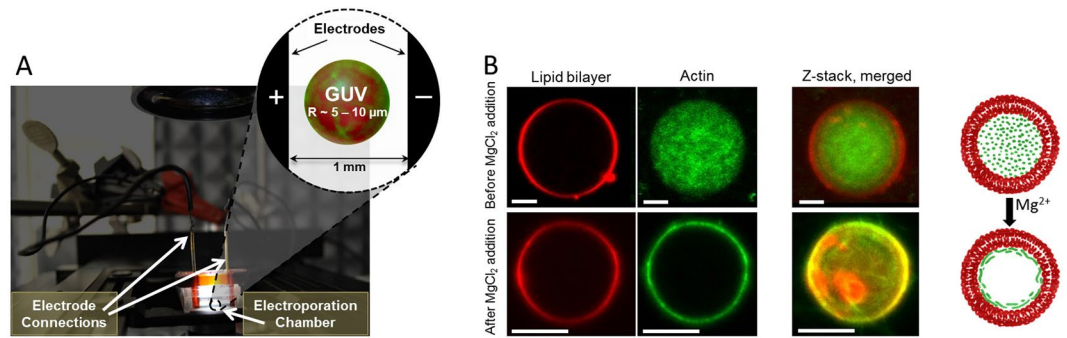 A
Electrodes
+
GUV
R ~ 5 – 10 µm
–
1 mm
Electrode
Connections
Electroporation
Chamber
B
Lipid bilayer
Actin
Z-stack, merged
Before MgCl2 addition
After MgCl2 addition
Mg²⁺